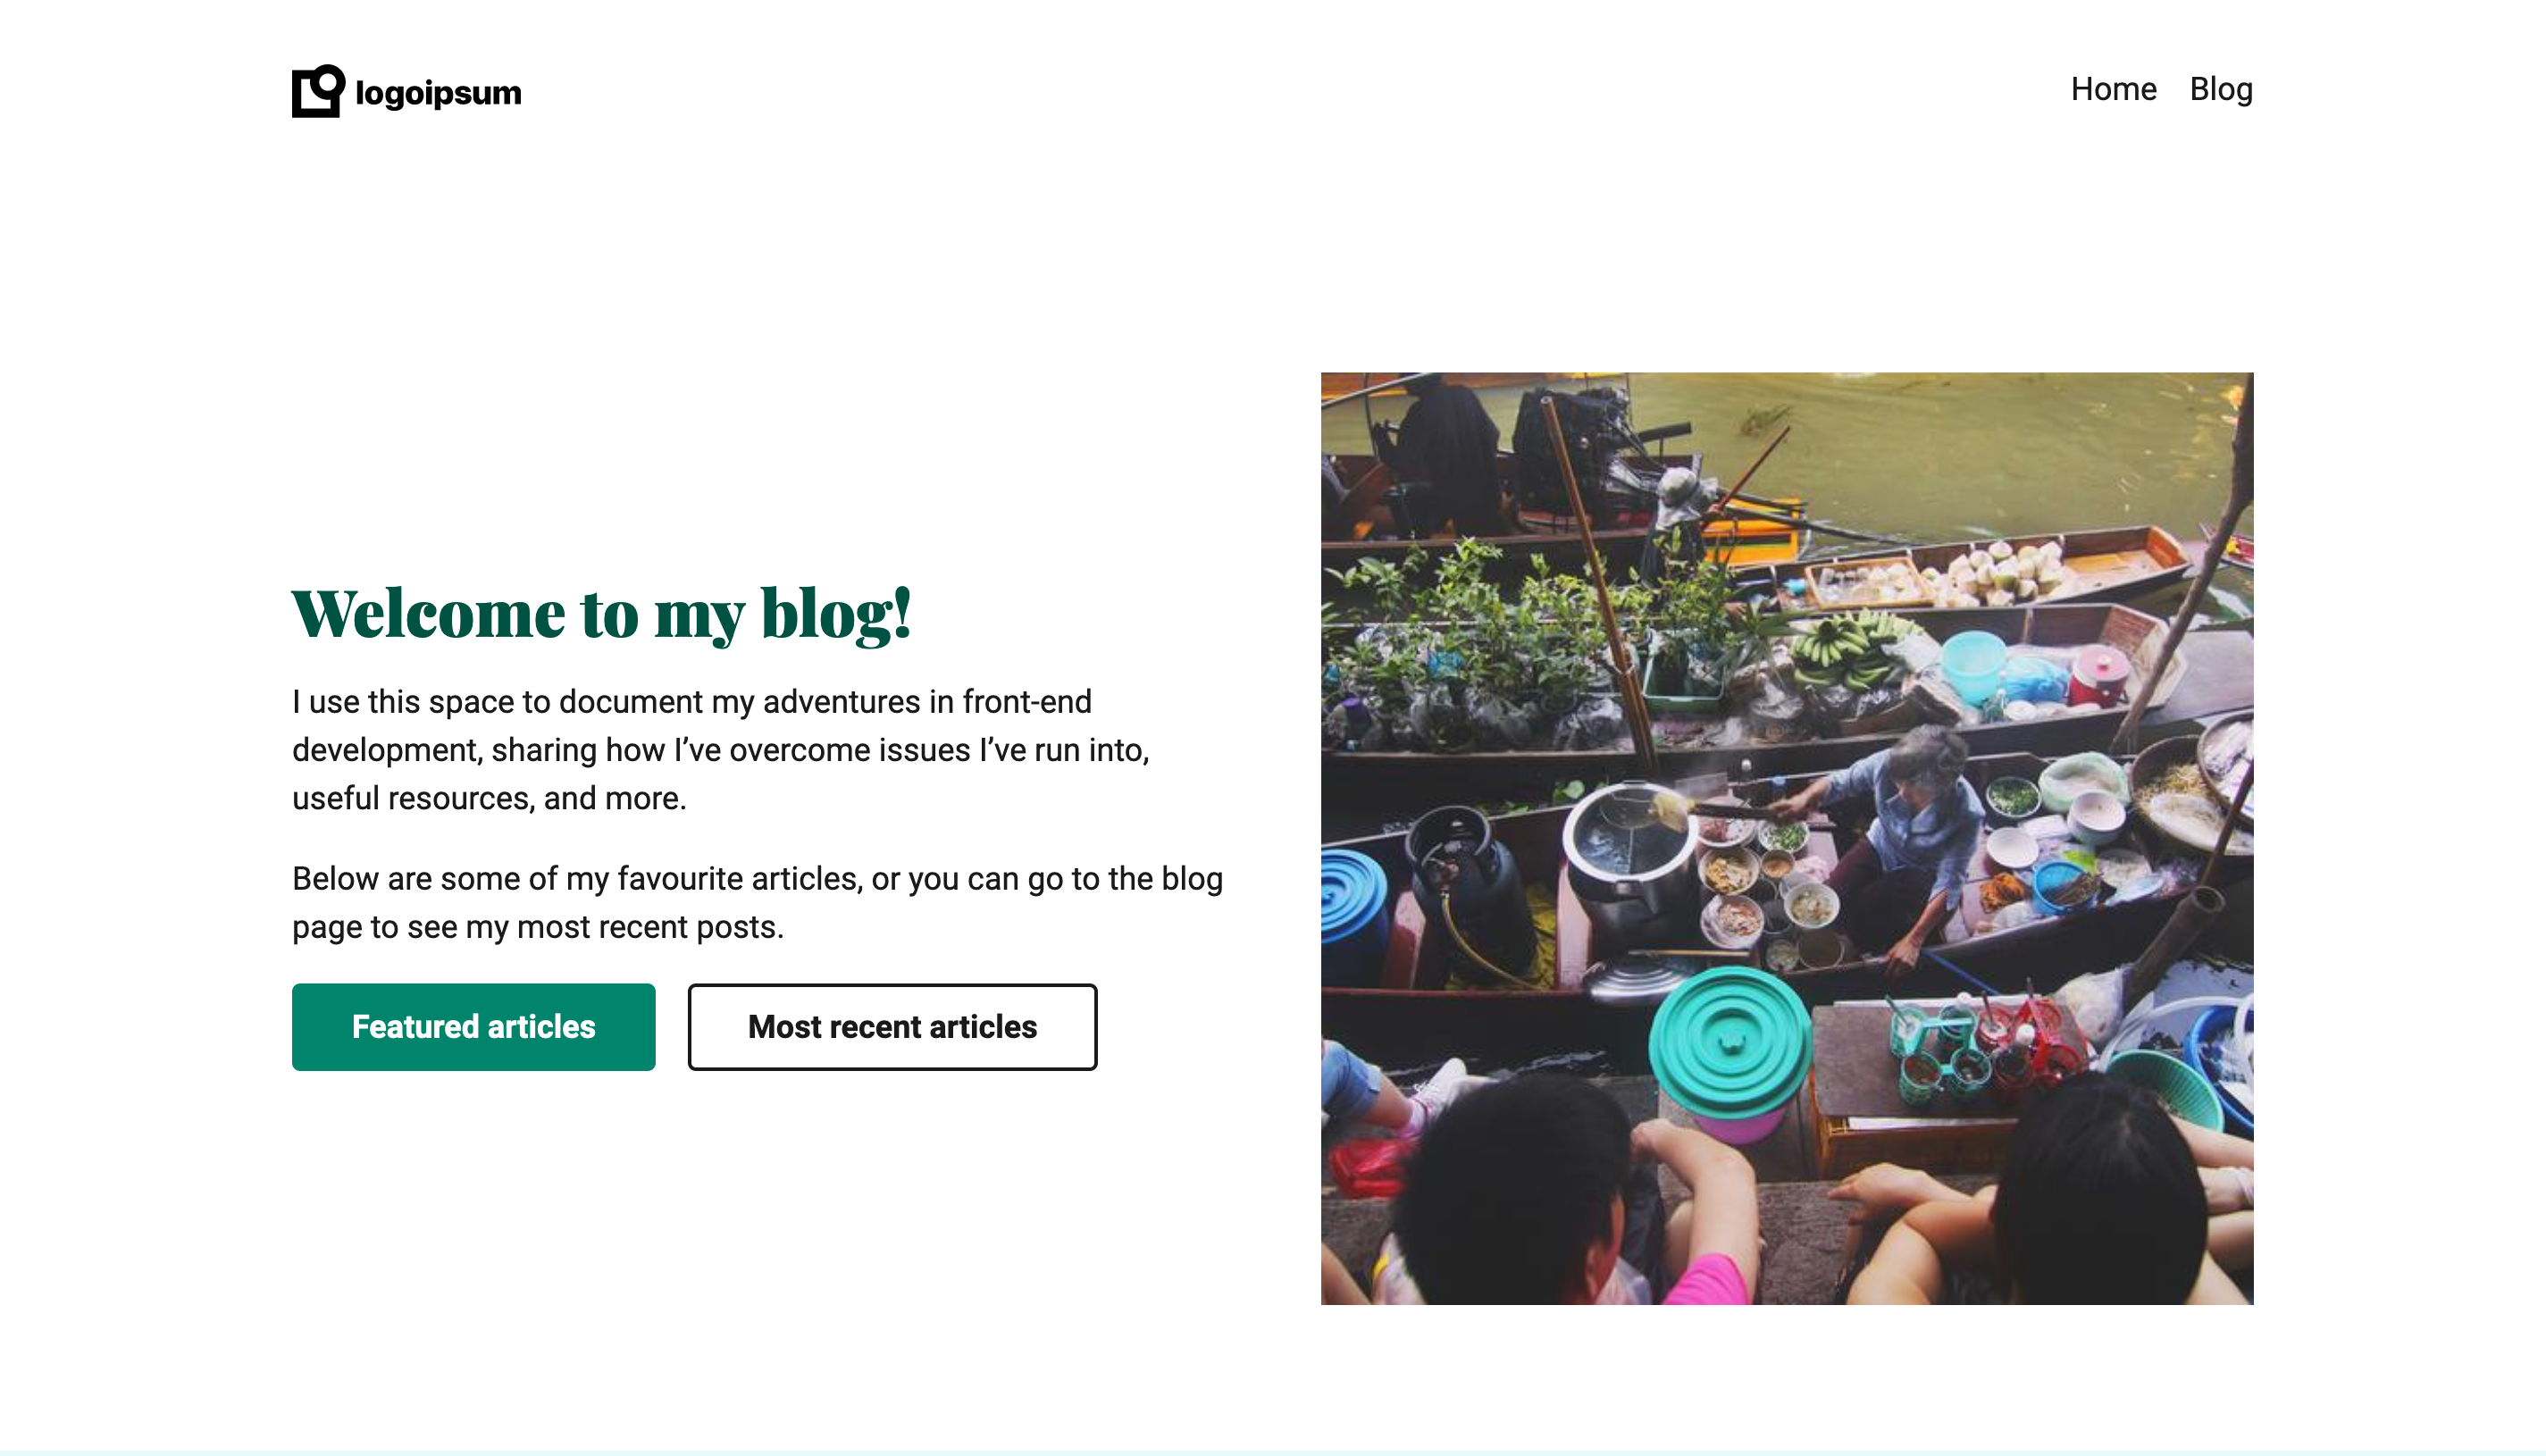 logoipsum
Home Blog
Welcome to my blog!
I use this space to document my adventures in front-end
development, sharing how I’ve overcome issues I’ve run into,
useful resources, and more.
Below are some of my favourite articles, or you can go to the blog
page to see my most recent posts.
Featured articles
Most recent articles